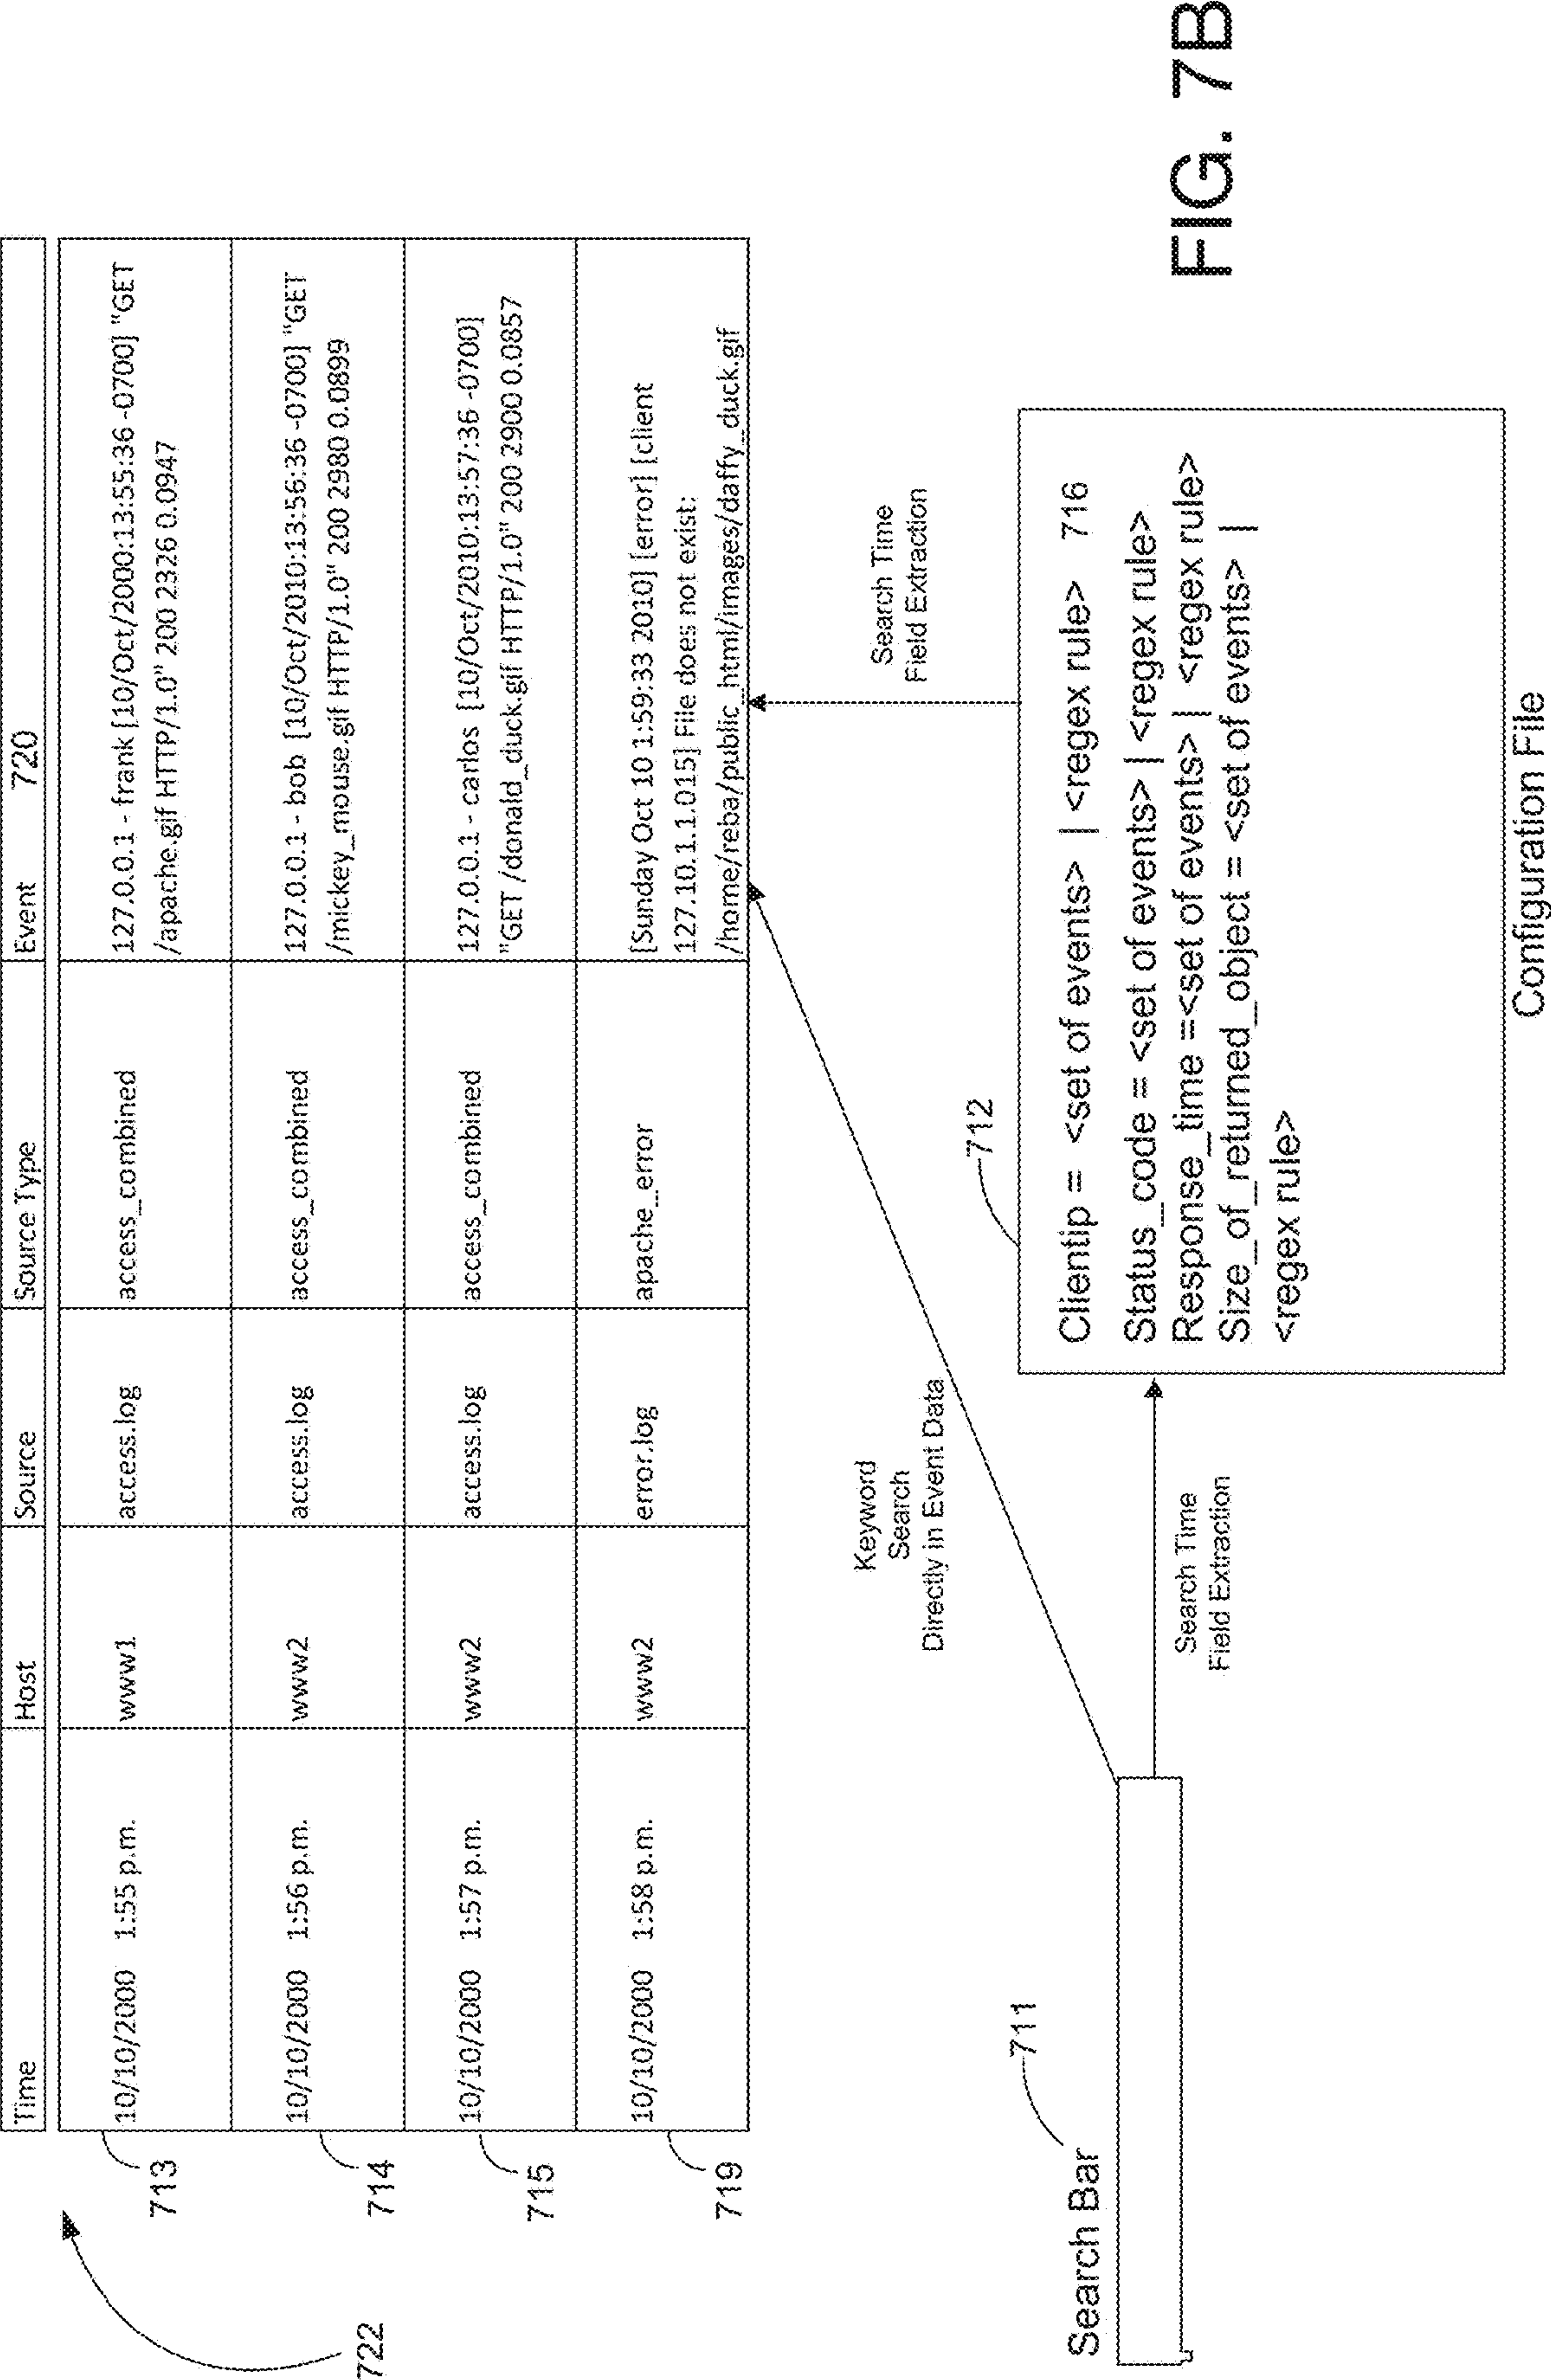 722
Time Host Source Source Type Event 720
713
10/10/2000 1:55 p.m. www1 access.log access_combined 127.0.0.1 - frank [10/Oct/2000:13:55:36 -0700] "GET
/apache.gif HTTP/1.0" 200 2326 0.0947
714
10/10/2000 1:56 p.m. www2 access.log access_combined 127.0.0.1 - bob [10/Oct/2010:13:56:36 -0700] "GET
/mickey_mouse.gif HTTP/1.0" 200 2980 0.0899
715
10/10/2000 1:57 p.m. www2 access.log access_combined 127.0.0.1 - carlos [10/Oct/2010:13:57:36 -0700]
"GET /donald_duck.gif HTTP/1.0" 200 2900 0.0857
719
10/10/2000 1:58 p.m. www2 error.log apache_error [Sunday Oct 10 1:59:33 2010] [error] [client
127.10.1.1.015] File does not exist:
/home/reba/public_html/images/daffy_duck.gif
Keyword
Search
Directly in Event Data
Search Time
Field Extraction
Search Bar
711
Search Time
Field Extraction
712
Clientip = <set of events> | <regex rule> 716
Status_code = <set of events> | <regex rule>
Response_time =<set of events> | <regex rule>
Size_of_returned_object = <set of events> |
<regex rule>
Configuration File
FIG. 7B